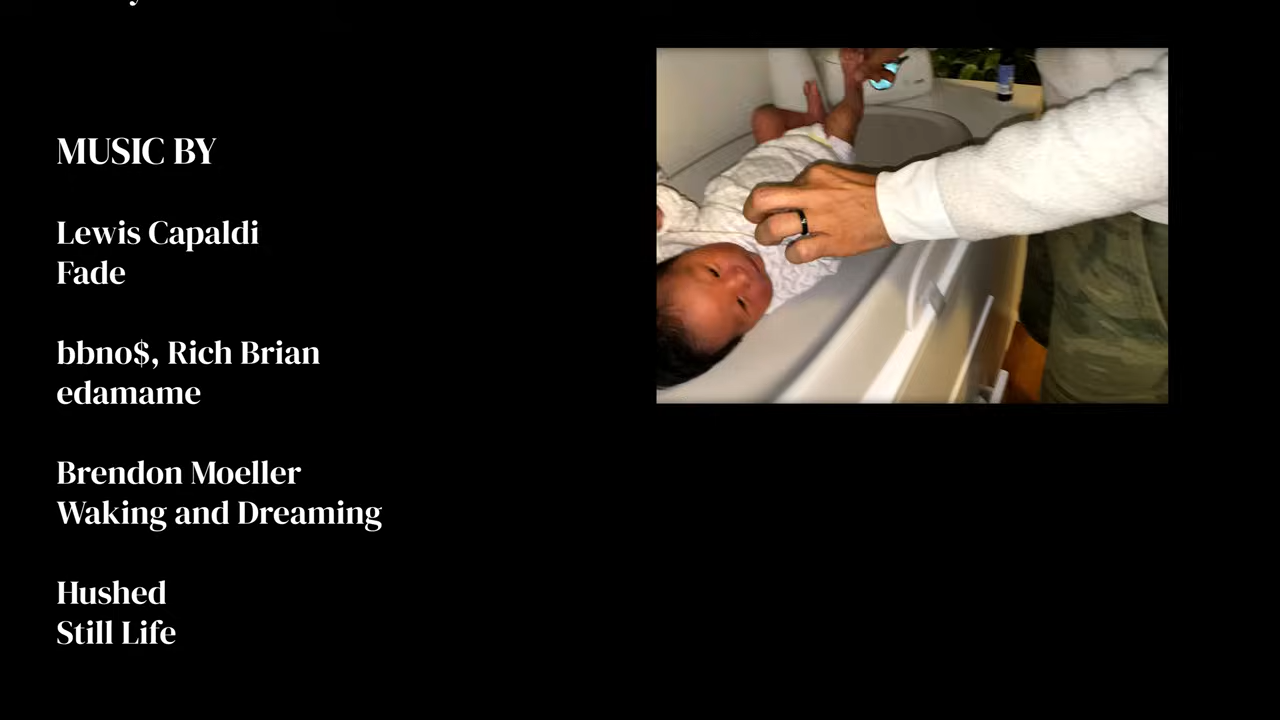 MUSIC BY
Lewis Capaldi
Fade
bbno$, Rich Brian
edamame
Brendon Moeller
Waking and Dreaming
Hushed
Still Life